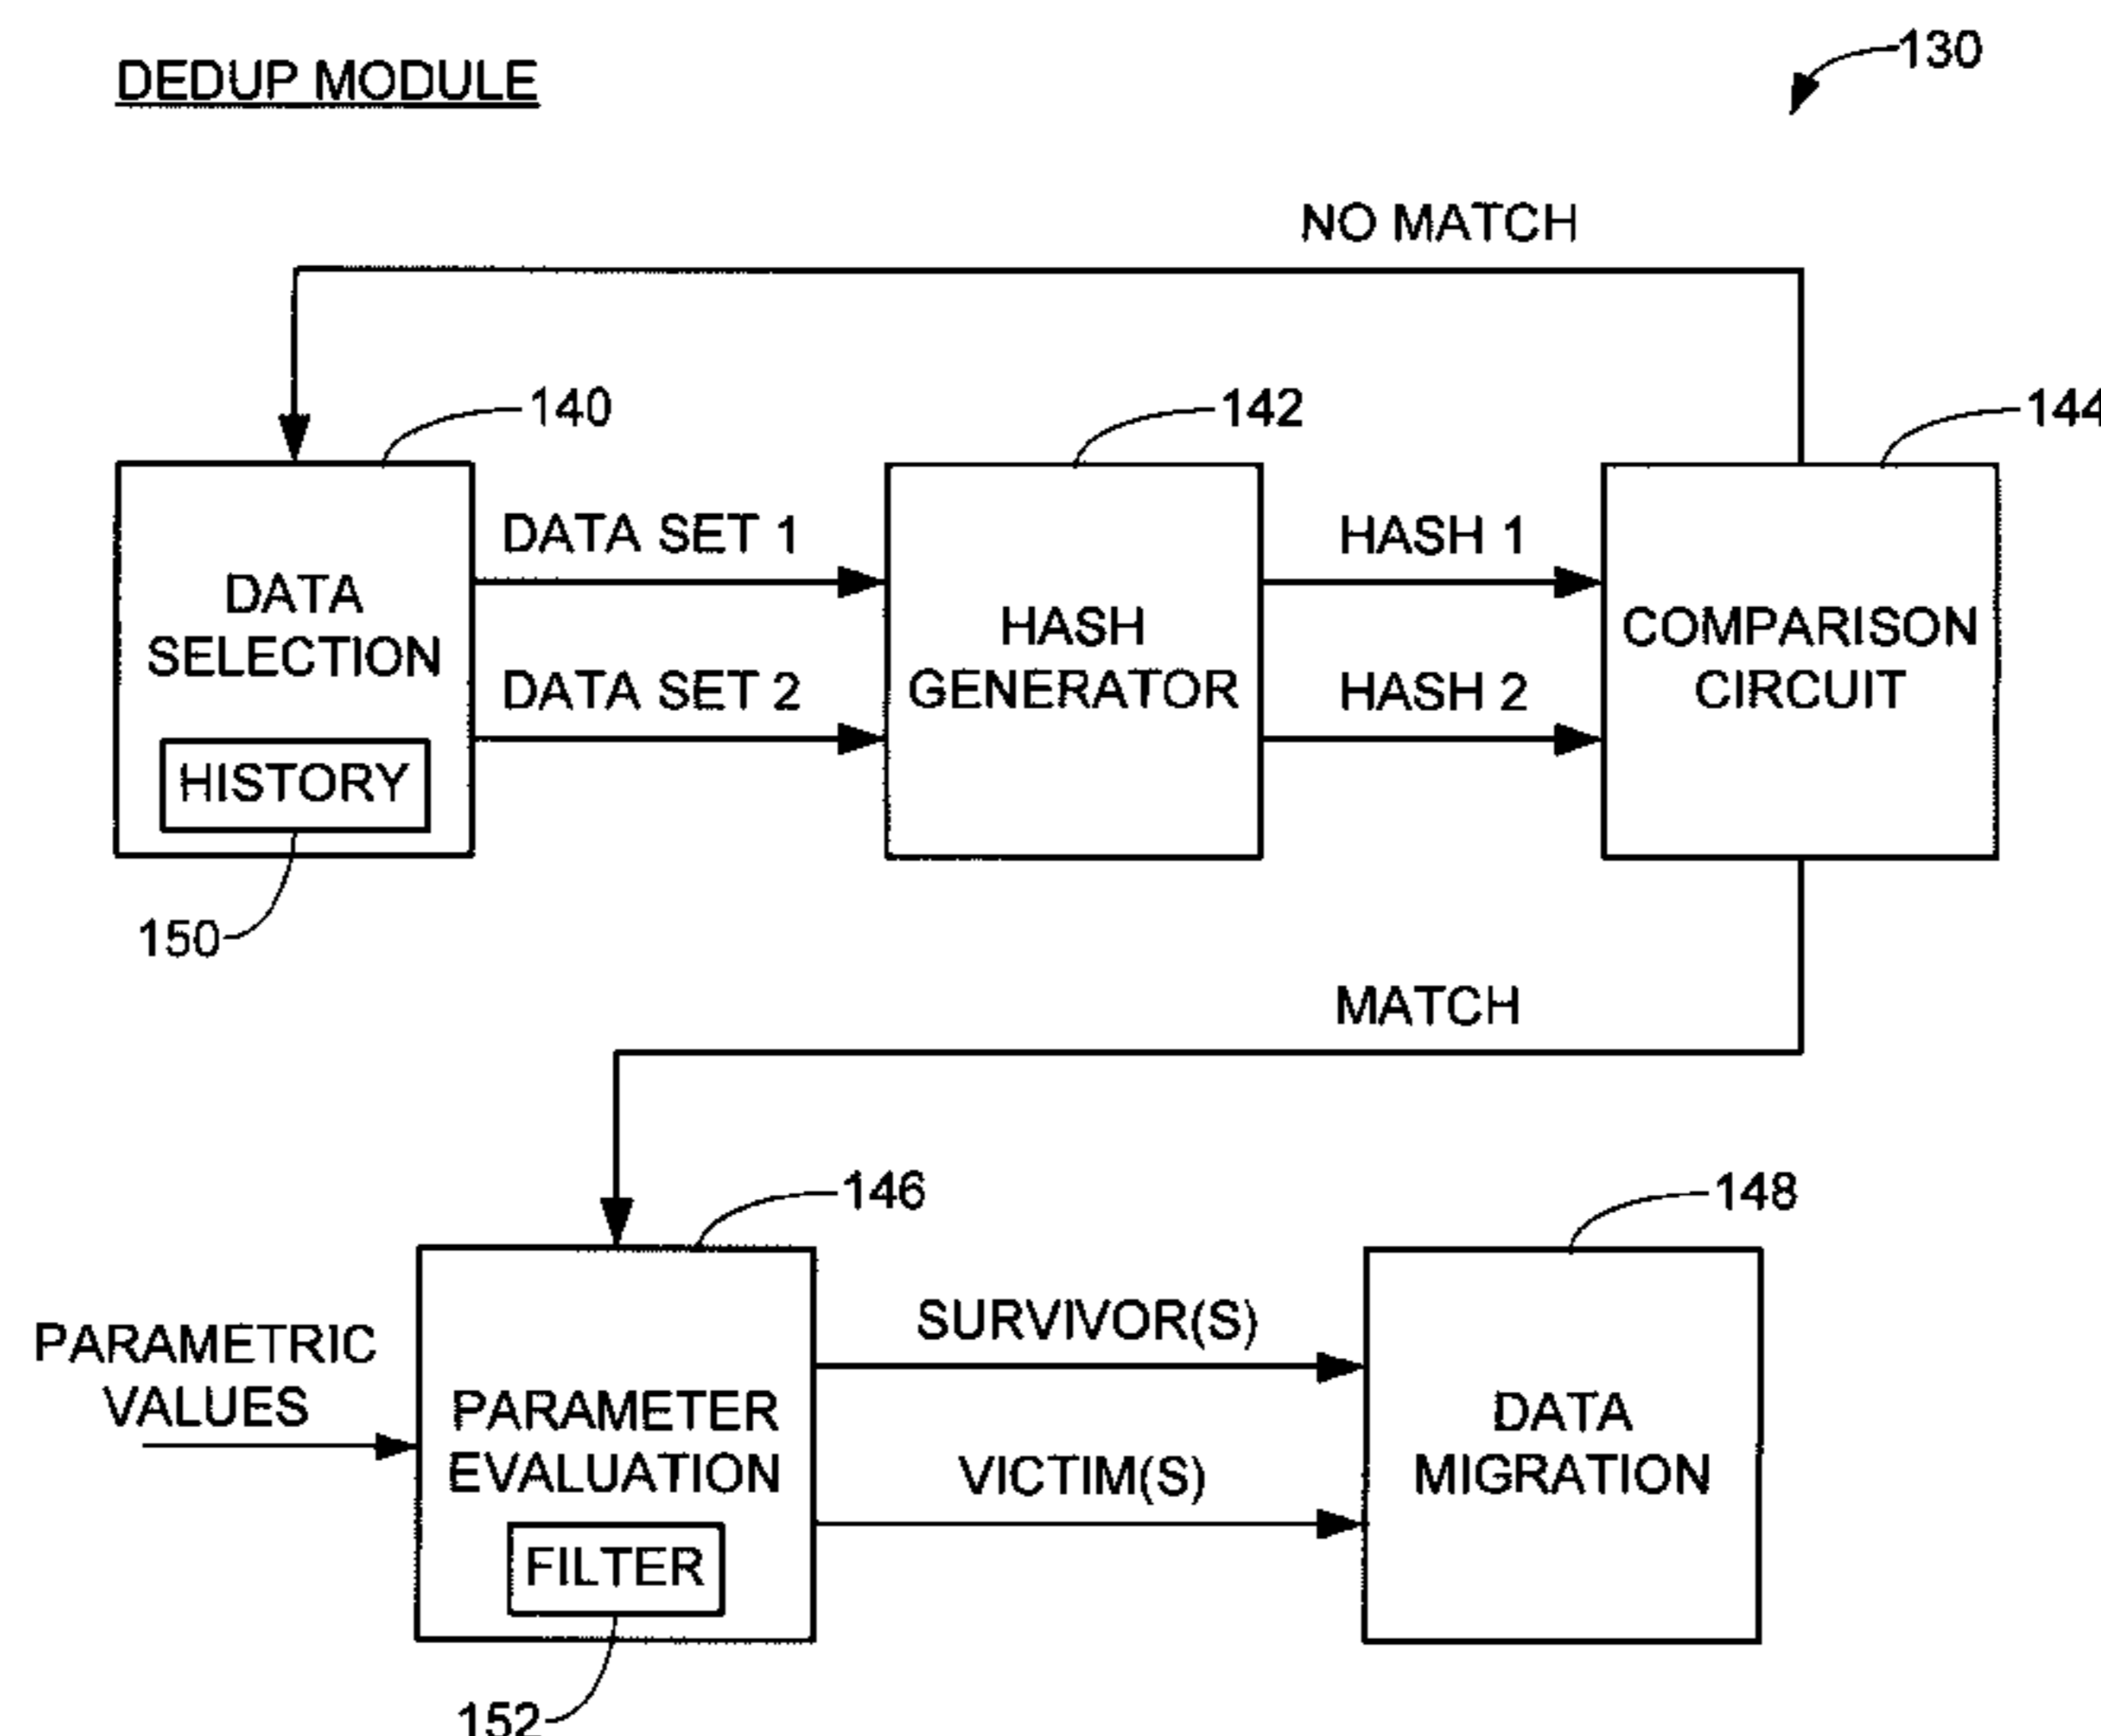 DEDUP MODULE
130
NO MATCH
140
142
144
DATA SET 1
HASH 1
DATA
SELECTION
HASH
GENERATOR
COMPARISON
CIRCUIT
DATA SET 2
HASH 2
HISTORY
150
MATCH
146
148
SURVIVOR(S)
PARAMETRIC
VALUES
PARAMETER
EVALUATION
DATA
MIGRATION
VICTIM(S)
FILTER
152